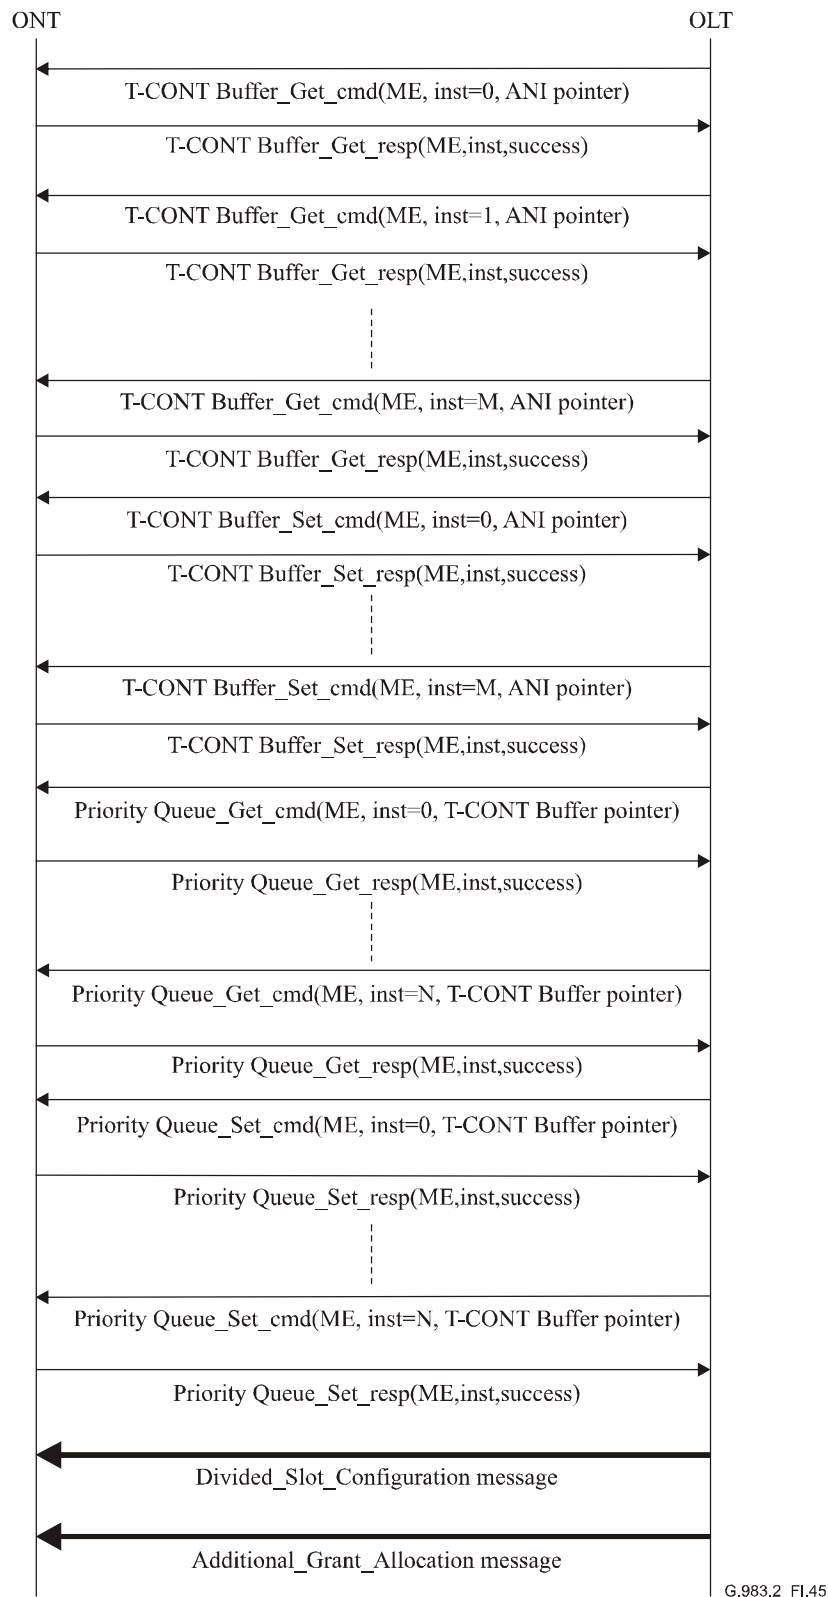 ONT OLT
T-CONT Buffer_Get_cmd(ME, inst=0, ANI pointer)
T-CONT Buffer_Get_resp(ME,inst,success)
T-CONT Buffer_Get_cmd(ME, inst=1, ANI pointer)
T-CONT Buffer_Get_resp(ME,inst,success)
T-CONT Buffer_Get_cmd(ME, inst=M, ANI pointer)
T-CONT Buffer_Get_resp(ME,inst,success)
T-CONT Buffer_Set_cmd(ME, inst=0, ANI pointer)
T-CONT Buffer_Set_resp(ME,inst,success)
T-CONT Buffer_Set_cmd(ME, inst=M, ANI pointer)
T-CONT Buffer_Set_resp(ME,inst,success)
Priority Queue_Get_cmd(ME, inst=0, T-CONT Buffer pointer)
Priority Queue_Get_resp(ME,inst,success)
Priority Queue_Get_cmd(ME, inst=N, T-CONT Buffer pointer)
Priority Queue_Get_resp(ME,inst,success)
Priority Queue_Set_cmd(ME, inst=0, T-CONT Buffer pointer)
Priority Queue_Set_resp(ME,inst,success)
Priority Queue_Set_cmd(ME, inst=N, T-CONT Buffer pointer)
Priority Queue_Set_resp(ME,inst,success)
Divided_Slot_Configuration message
Additional_Grant_Allocation message
G.983.2_FI.45